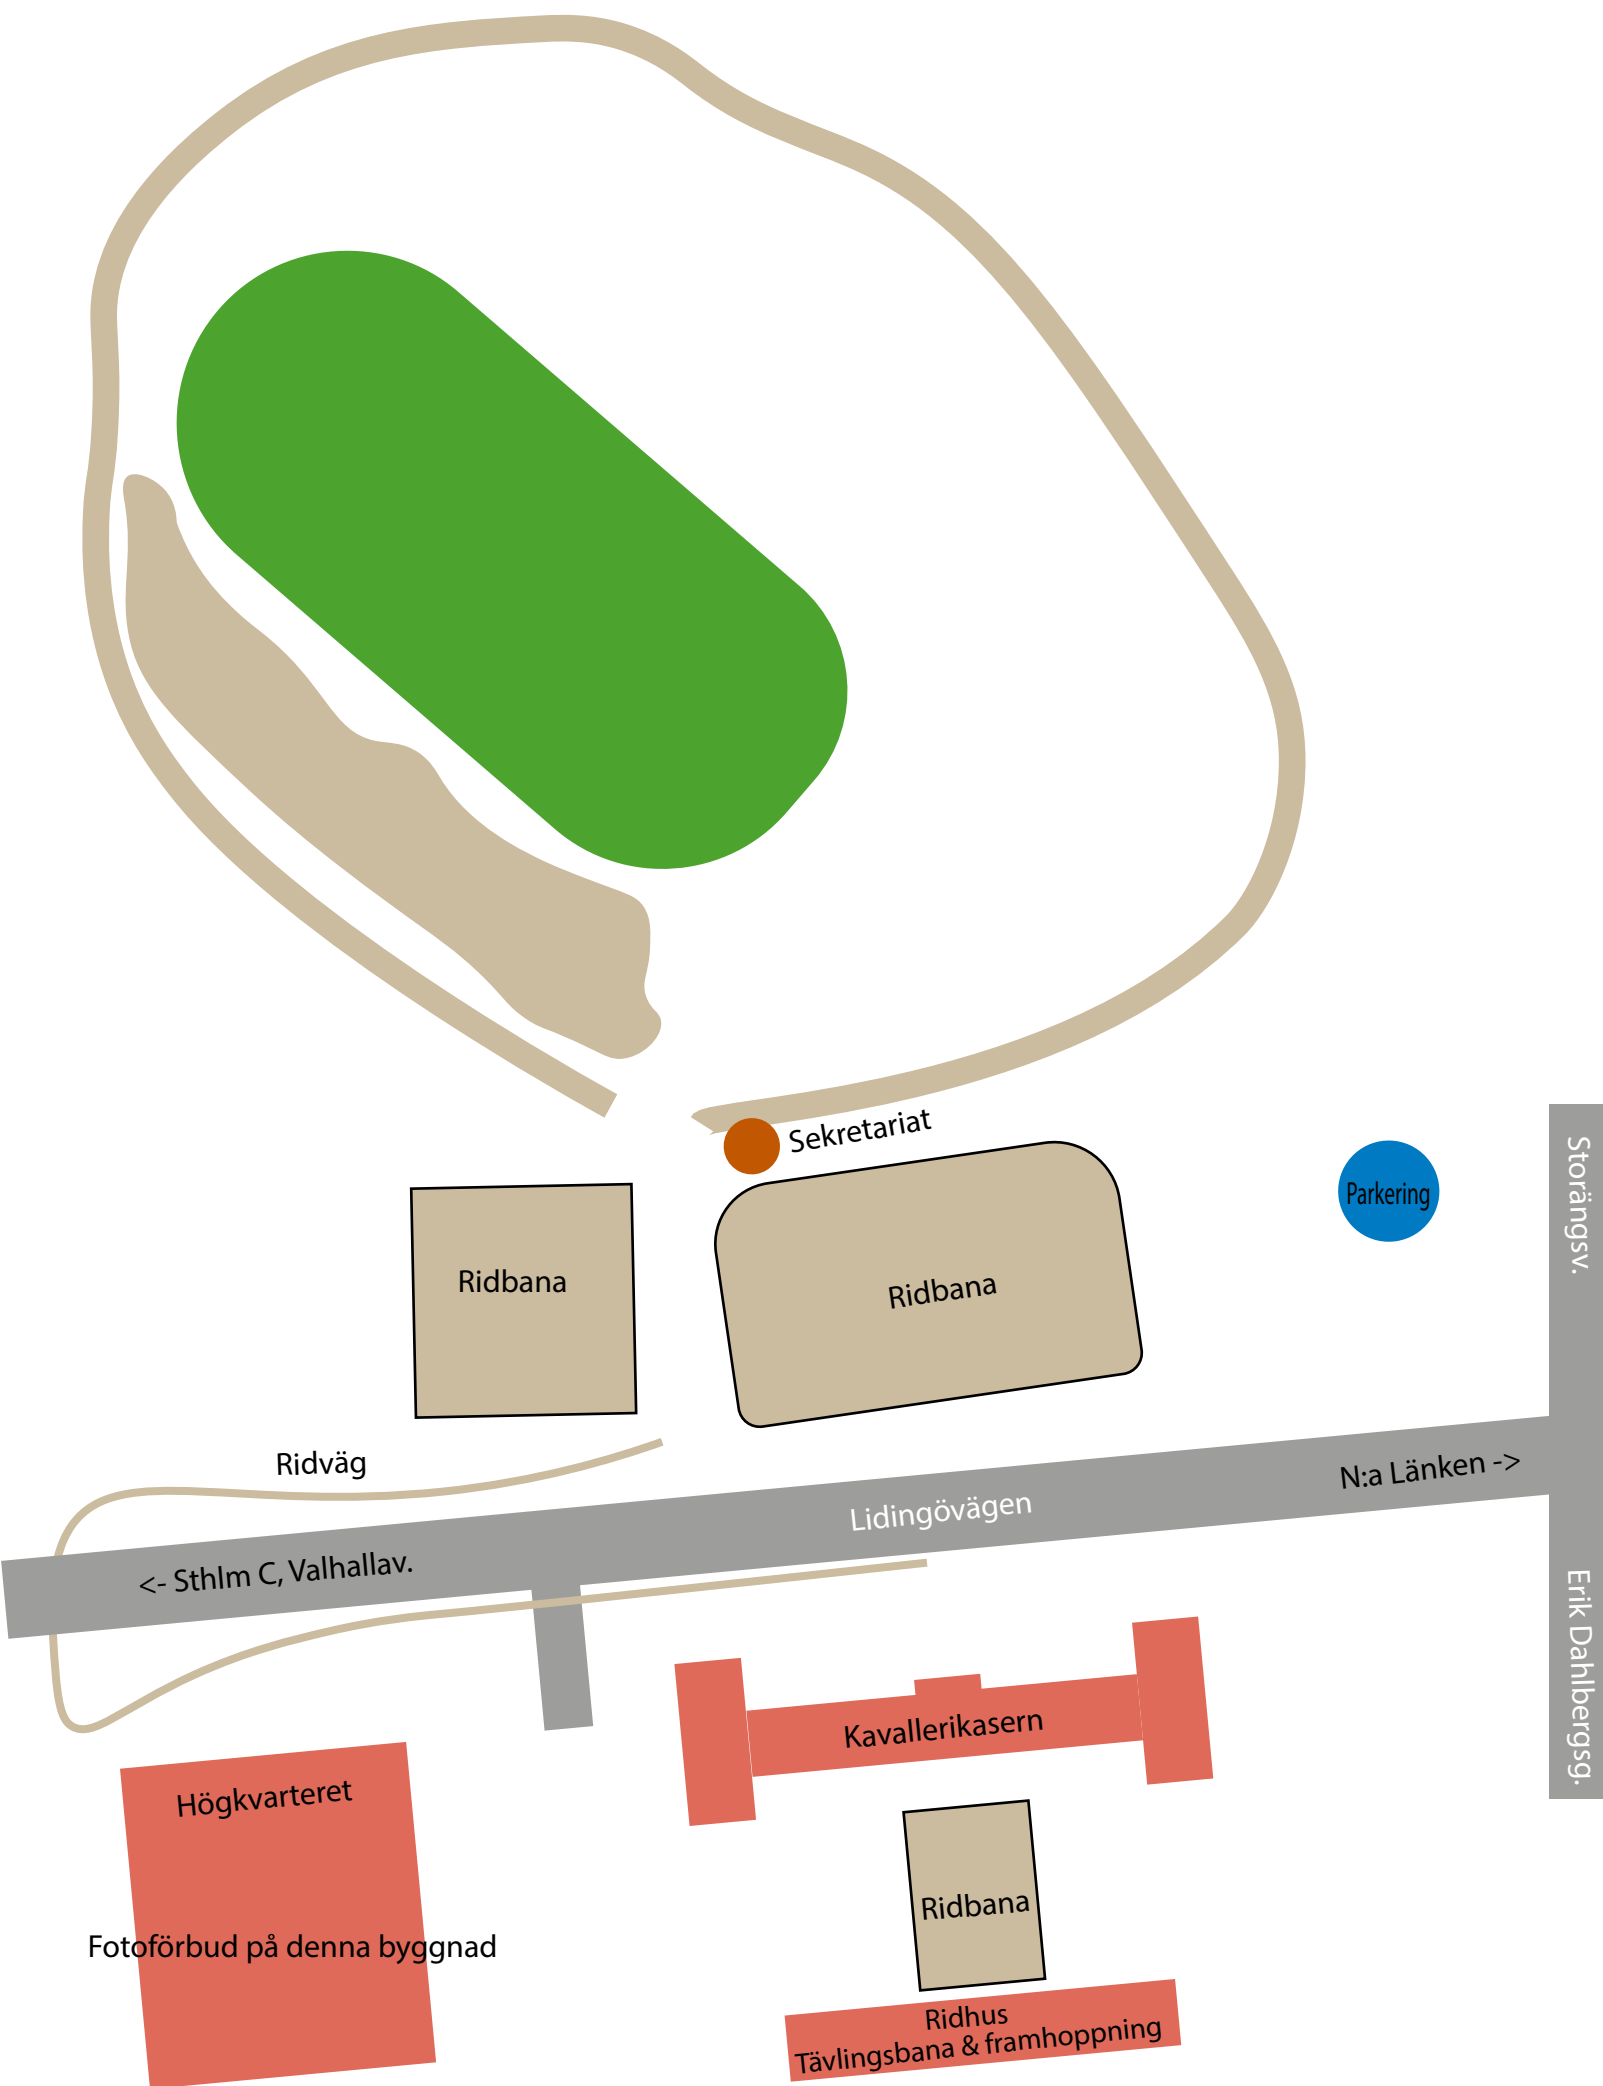 Sekretariat
Parkering
Storängsv.
Ridbana
Ridbana
Ridväg
N:a Länken ->
Lidingövägen
<- Sthlm C, Valhallav.
Erik Dahlbergsg.
Kavallerikasern
Högkvarteret
Ridbana
Fotoförbud på denna byggnad
Ridhus
Tävlingsbana & framhoppning